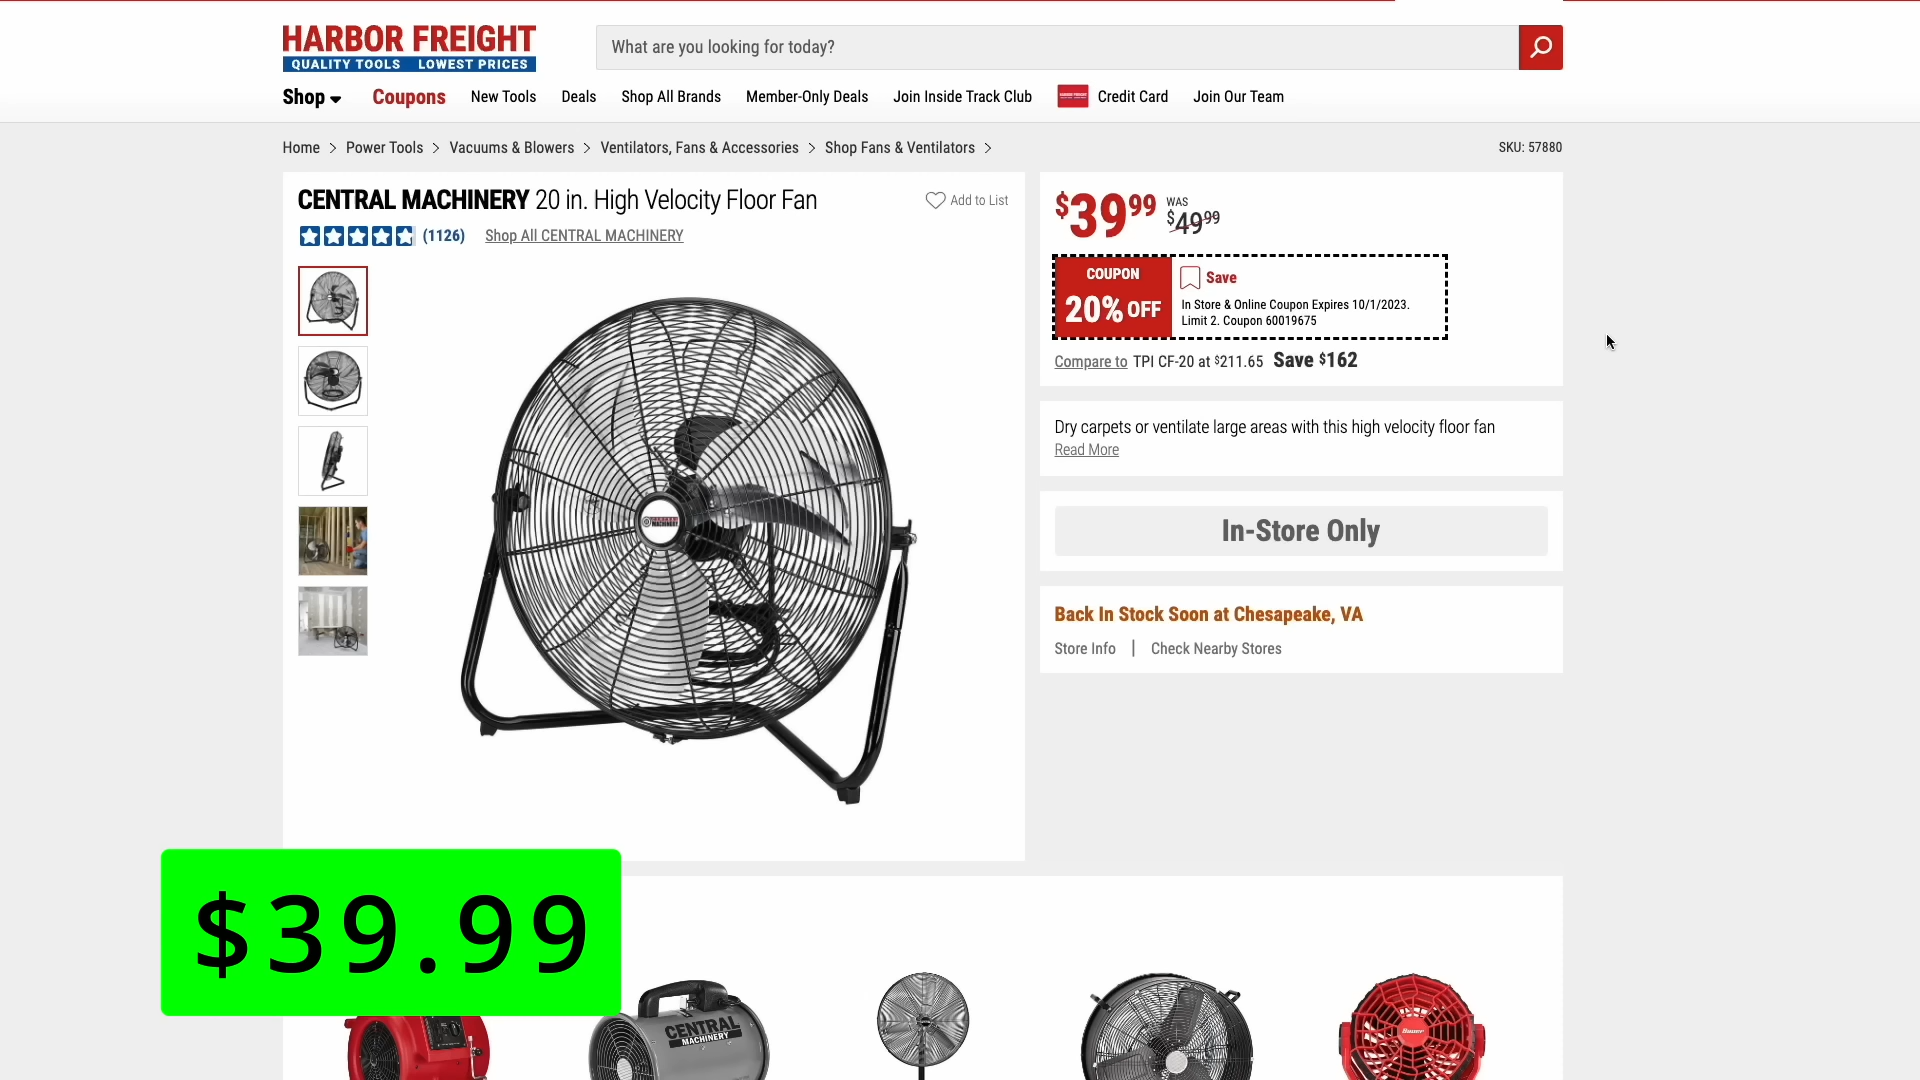 HARBOR FREIGHT
QUALITY TOOLS LOWEST PRICES
What are you looking for today?
Shop
Coupons
New Tools
Deals
Shop All Brands
Member-Only Deals
Join Inside Track Club
Credit Card
Join Our Team
Home > Power Tools > Vacuums & Blowers > Ventilators, Fans & Accessories > Shop Fans & Ventilators >
SKU: 57880
CENTRAL MACHINERY 20 in. High Velocity Floor Fan
Add to List
(1126)
Shop All CENTRAL MACHINERY
$39.99
WAS
$49.99
COUPON
20% OFF
Save
In Store & Online Coupon Expires 10/1/2023.
Limit 2. Coupon 60019675
Compare to TPI CF-20 at $211.65 Save $162
Dry carpets or ventilate large areas with this high velocity floor fan
Read More
In-Store Only
Back In Stock Soon at Chesapeake, VA
Store Info | Check Nearby Stores
$39.99
CENTRAL
MACHINERY
Bauer